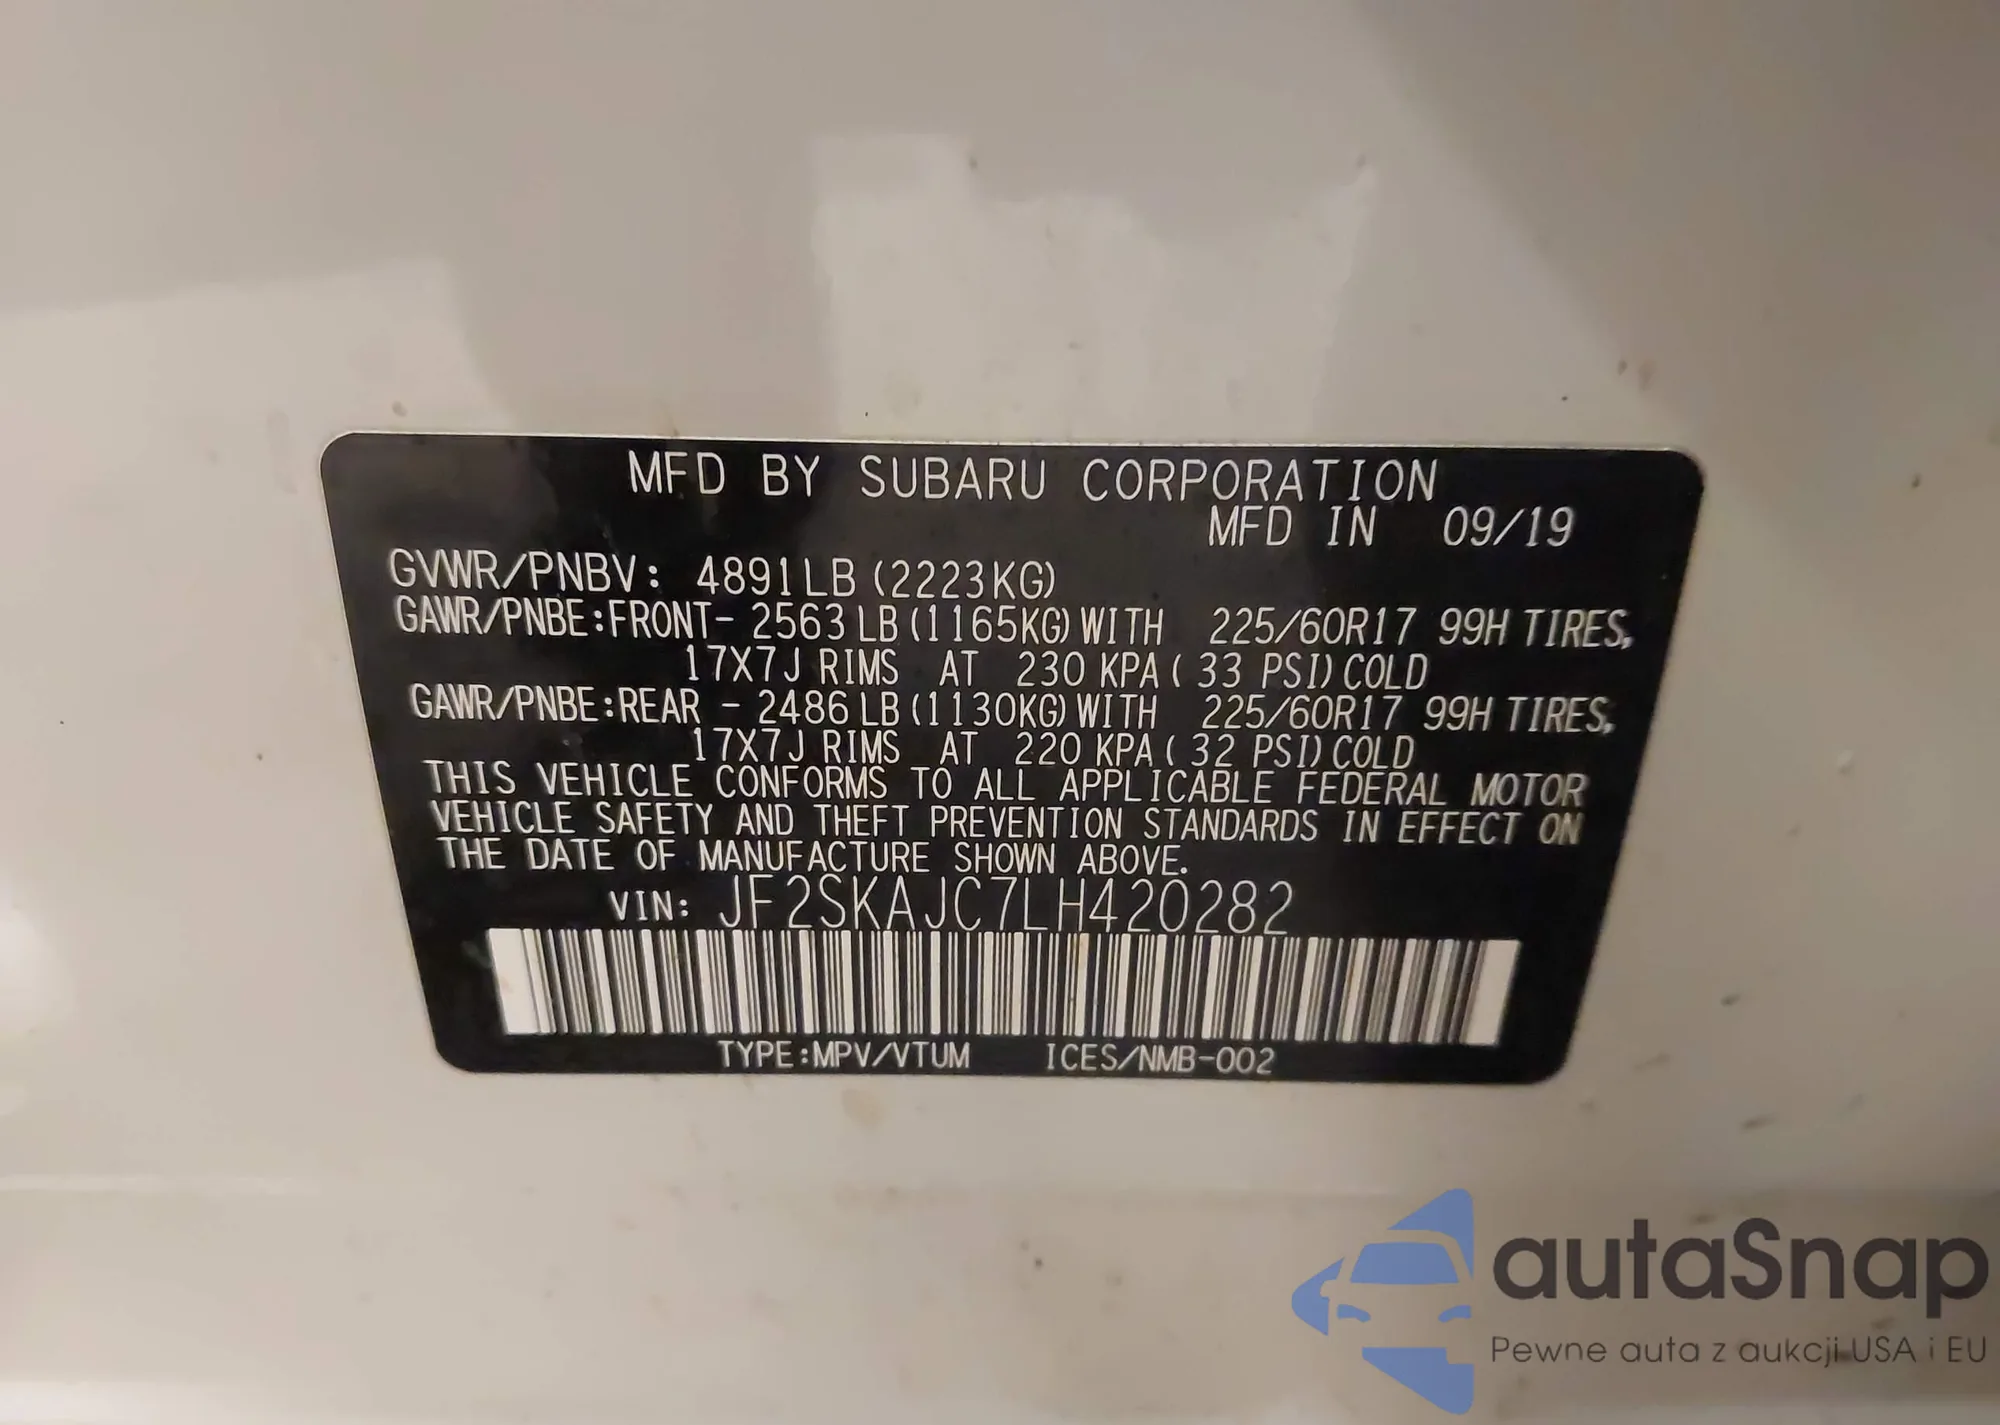 MFD BY SUBARU CORPORATION
MFD IN 09/19
GVWR/PNBV: 4891LB (2223KG)
GAWR/PNBE:FRONT- 2563 LB (1165KG) WITH 225/60R17 99H TIRES,
17X7J RIMS AT 230 KPA ( 33 PSI) COLD
GAWR/PNBE:REAR - 2486 LB (1130KG) WITH 225/60R17 99H TIRES,
17X7J RIMS AT 220 KPA ( 32 PSI) COLD
THIS VEHICLE CONFORMS TO ALL APPLICABLE FEDERAL MOTOR
VEHICLE SAFETY AND THEFT PREVENTION STANDARDS IN EFFECT ON
THE DATE OF MANUFACTURE SHOWN ABOVE.
VIN: JF2SKAJC7LH420282
TYPE:MPV/VTUM ICES/NMB-002
autaSnap
Pewne auta z aukcji USA i EU